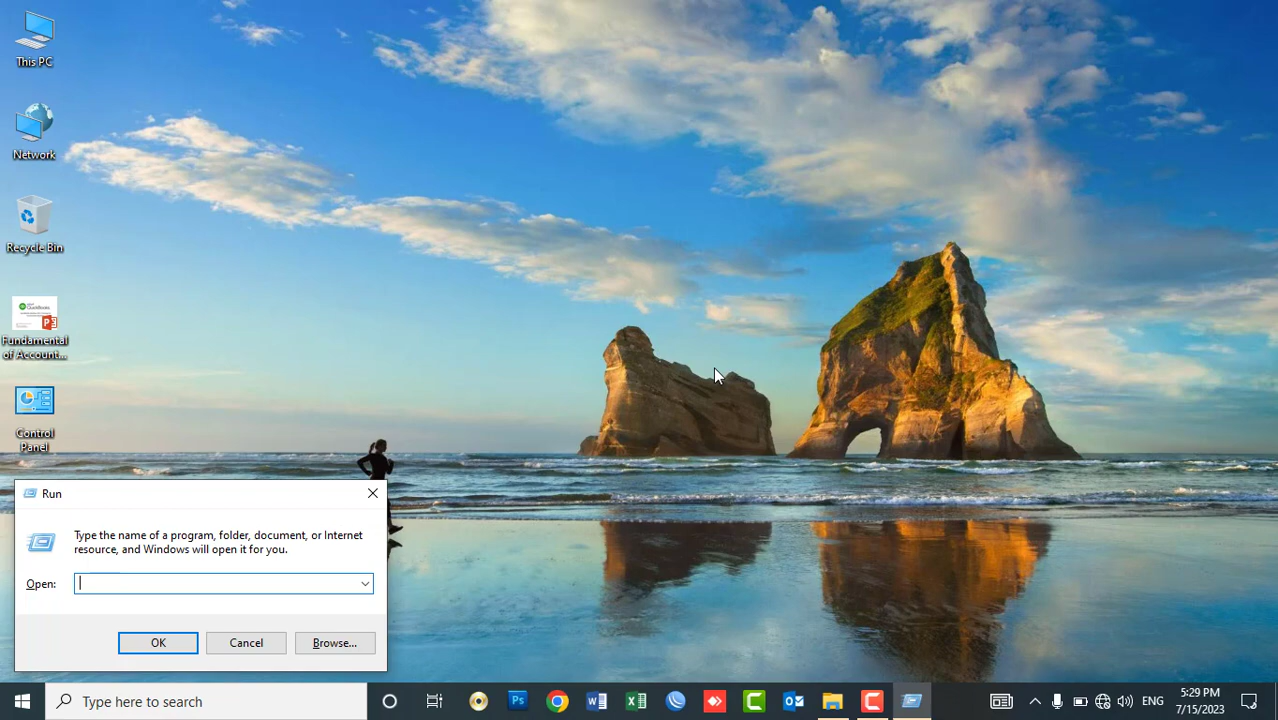 This PC
Network
Recycle Bin
Fundamental
of Account...
Control
Panel
Run
Type the name of a program, folder, document, or Internet
resource, and Windows will open it for you.
Open:
OK
Cancel
Browse...
Type here to search
Ps
ENG
5:29 PM
7/15/2023